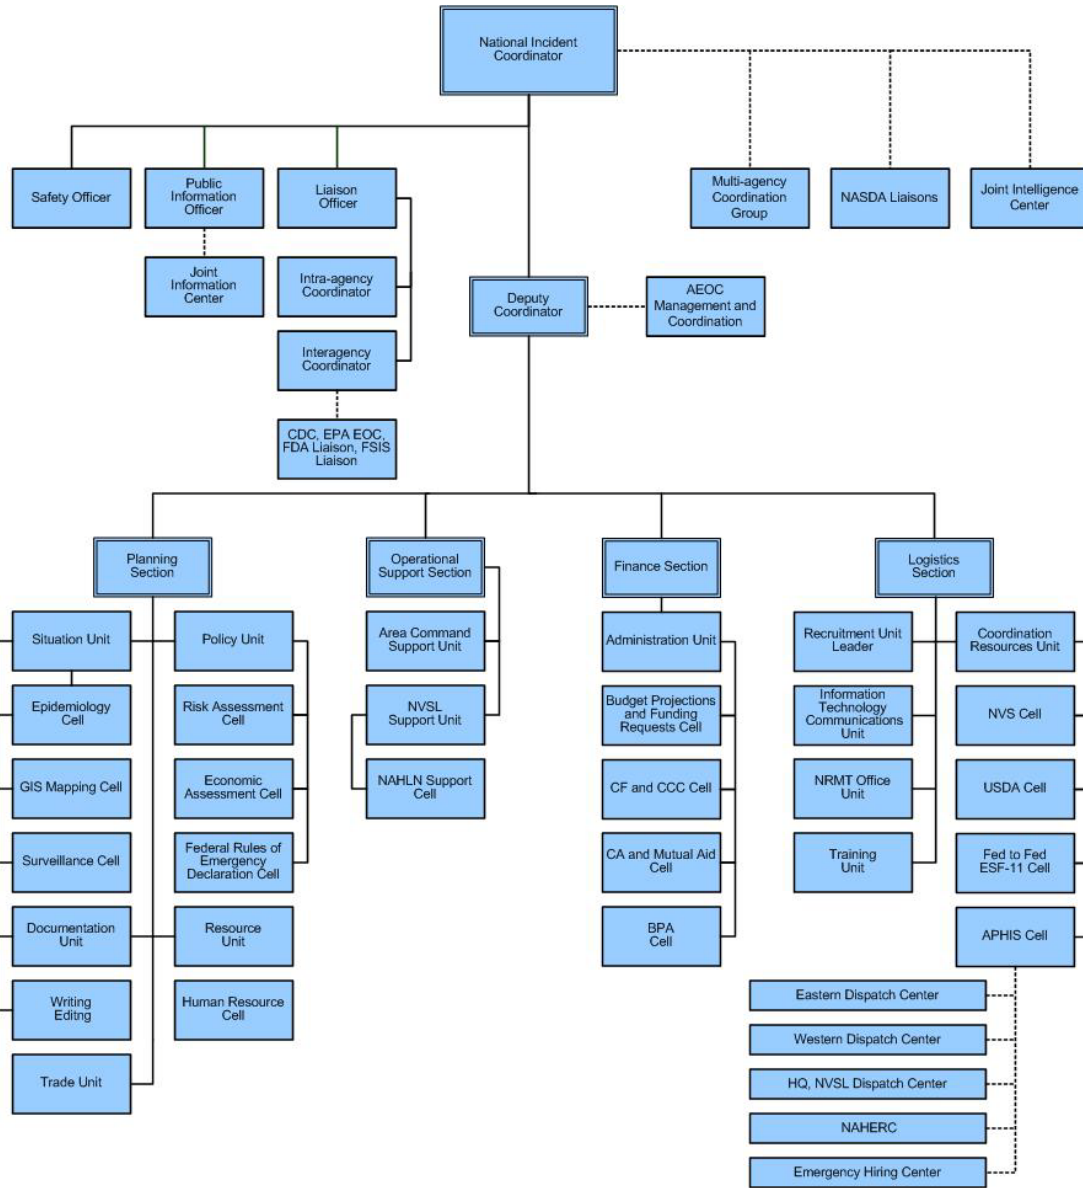 National Incident
Coordinator
Safety Officer
Public
Information
Officer
Liaison
Officer
Multi-agency
Coordination
Group
NASDA Liaisons
Joint Intelligence
Center
Joint
Information
Center
Intra-agency
Coordinator
Deputy
Coordinator
AEOC
Management and
Coordination
Interagency
Coordinator
CDC, EPA EOC,
FDA Liaison, FSIS
Liaison
Planning
Section
Operational
Support Section
Finance Section
Logistics
Section
Situation Unit
Policy Unit
Area Command
Support Unit
Administration Unit
Recruitment Unit
Leader
Coordination
Resources Unit
Epidemiology
Cell
Risk Assessment
Cell
NVSL
Support Unit
Budget Projections
and Funding
Requests Cell
Information
Technology
Communications
Unit
NVS Cell
GIS Mapping Cell
Economic
Assessment Cell
NAHLN Support
Cell
CF and CCC Cell
NRMT Office
Unit
USDA Cell
Surveillance Cell
Federal Rules of
Emergency
Declaration Cell
CA and Mutual Aid
Cell
Training
Unit
Fed to Fed
ESF-11 Cell
Documentation
Unit
Resource
Unit
BPA
Cell
APHIS Cell
Writing
Editng
Human Resource
Cell
Eastern Dispatch Center
Western Dispatch Center
Trade Unit
HQ, NVSL Dispatch Center
NAHERC
Emergency Hiring Center